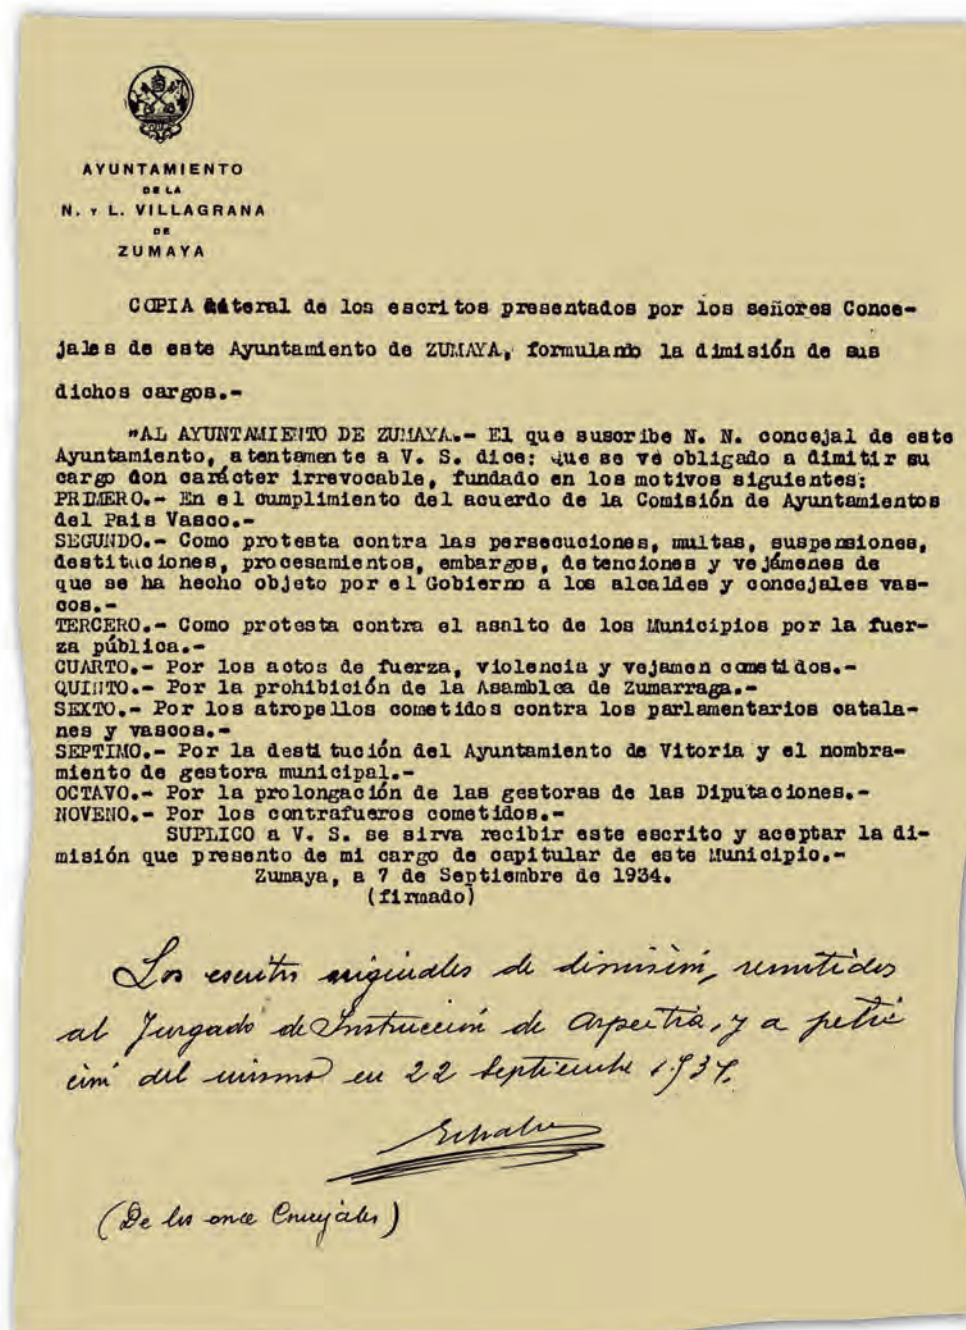 AYUNTAMIENTO
DE LA
N. Y L. VILLAGRANA
DE
ZUMAYA
COPIA literal de los escritos presentados por los señores Conce-
jales de este Ayuntamiento de ZUMAYA, formulando la dimisión de sus
dichos cargos.-
"AL AYUNTAMIENTO DE ZUMAYA.- El que suscribe N. N. concejal de este
Ayuntamiento, atentamente a V. S. dice: que se vé obligado a dimitir su
cargo don carácter irrevocable, fundado en los motivos siguientes:
PRIMERO.- En el cumplimiento del acuerdo de la Comisión de Ayuntamientos
del Pais Vasco.-
SEGUNDO.- Como protesta contra las persecuciones, multas, suspensiones,
destituciones, procesamientos, embargos, detenciones y vejámenes de
que se ha hecho objeto por el Gobierno a los alcaldes y concejales vas-
cos.-
TERCERO.- Como protesta contra el asalto de los Municipios por la fuer-
za pública.-
CUARTO.- Por los actos de fuerza, violencia y vejamen cometidos.-
QUINTO.- Por la prohibición de la Asamblea de Zumarraga.-
SEXTO.- Por los atropellos cometidos contra los parlamentarios catala-
nes y vascos.-
SEPTIMO.- Por la destitución del Ayuntamiento de Vitoria y el nombra-
miento de gestora municipal.-
OCTAVO.- Por la prolongación de las gestoras de las Diputaciones.-
NOVENO.- Por los contrafueros cometidos.-
SUPLICO a V. S. se sirva recibir este escrito y aceptar la di-
misión que presento de mi cargo de capitular de este Municipio.-
Zumaya, a 7 de Septiembre de 1934.
(firmado)
Los escritos originales de dimisión, remitidos
al Juzgado de Instrucción de Azpeitia, y a peti
ción del mismo en 22 Septiembre 1934.
(De los once Concejales)